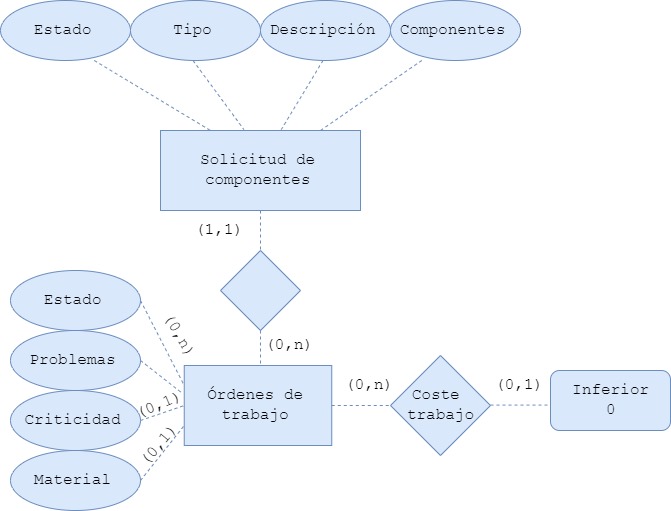 Estado
Tipo
Descripción
Componentes
Solicitud de
componentes
(1,1)
(0,n)
Estado
(0,n)
Problemas
Criticidad
(0,1)
Material
(0,1)
Órdenes de
trabajo
(0,n)
Coste
trabajo
(0,1)
Inferior
0